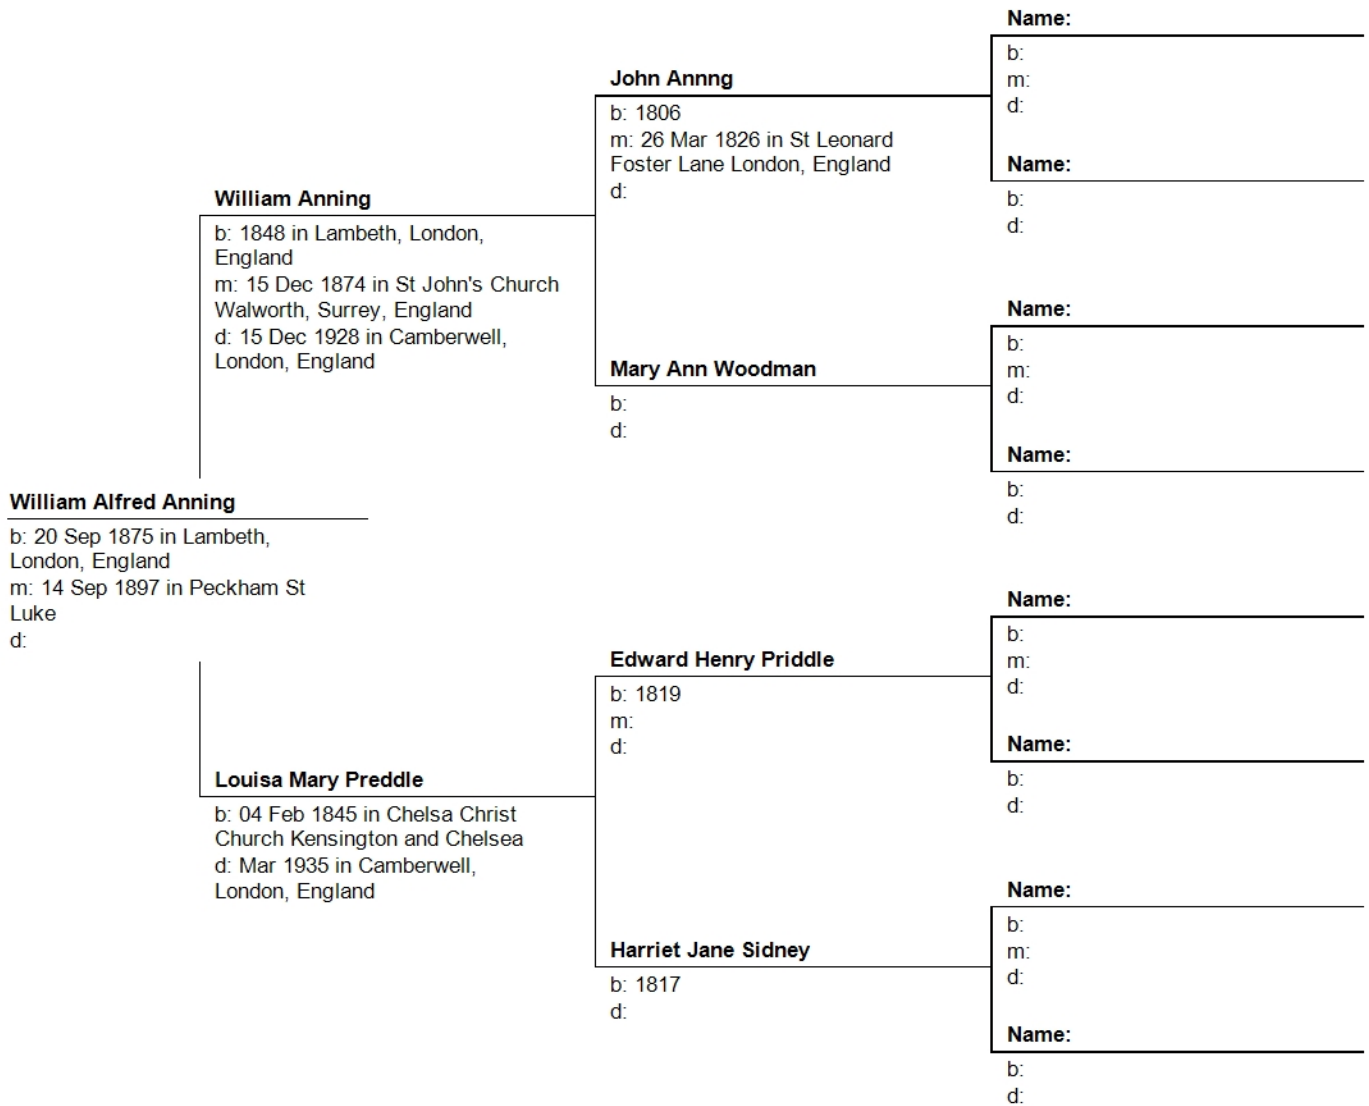 Name:
b:
m:
d:
John Annng
b: 1806
m: 26 Mar 1826 in St Leonard
Foster Lane London, England
d:
Name:
b:
d:
William Anning
b: 1848 in Lambeth, London,
England
m: 15 Dec 1874 in St John's Church
Walworth, Surrey, England
d: 15 Dec 1928 in Camberwell,
London, England
Name:
b:
m:
d:
Mary Ann Woodman
b:
d:
Name:
b:
d:
William Alfred Anning
b: 20 Sep 1875 in Lambeth,
London, England
m: 14 Sep 1897 in Peckham St
Luke
d:
Name:
b:
m:
d:
Edward Henry Priddle
b: 1819
m:
d:
Name:
b:
d:
Louisa Mary Preddle
b: 04 Feb 1845 in Chelsa Christ
Church Kensington and Chelsea
d: Mar 1935 in Camberwell,
London, England
Name:
b:
m:
d:
Harriet Jane Sidney
b: 1817
d:
Name:
b:
d: